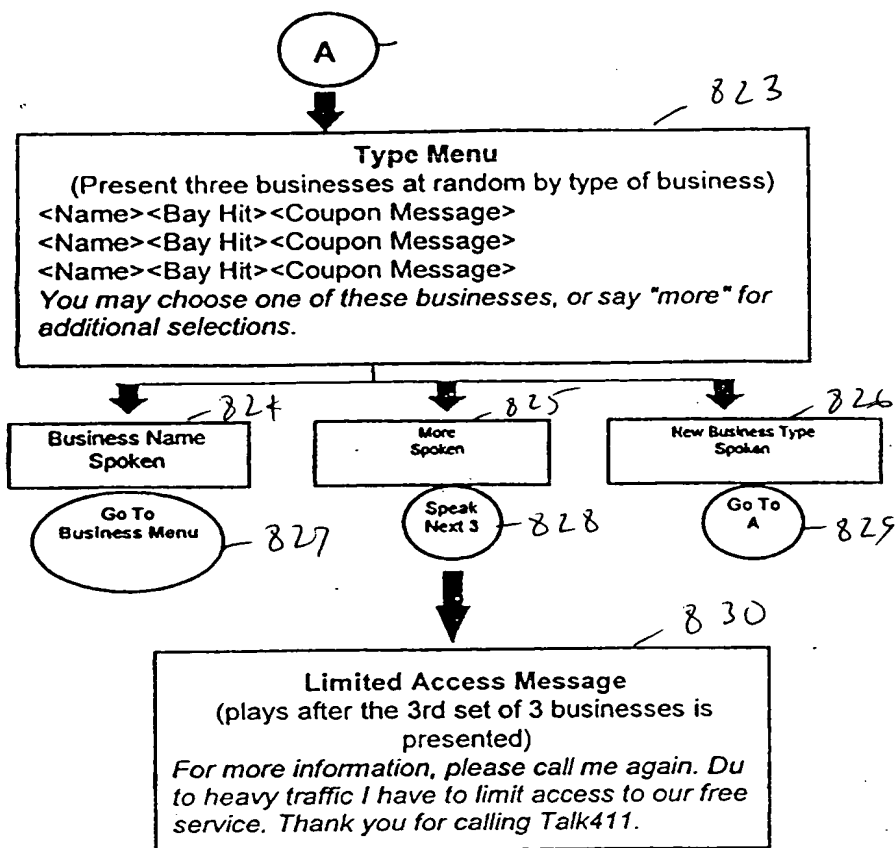 A
823
Type Menu
(Present three businesses at random by type of business)
<Name><Bay Hit><Coupon Message>
<Name><Bay Hit><Coupon Message>
<Name><Bay Hit><Coupon Message>
You may choose one of these businesses, or say "more" for
additional selections.
824
825
826
Business Name
Spoken
More
Spoken
New Business Type
Spoken
Go To
Business Menu
827
Speak
Next 3
828
Go To
A
829
830
Limited Access Message
(plays after the 3rd set of 3 businesses is
presented)
For more information, please call me again. Du
to heavy traffic I have to limit access to our free
service. Thank you for calling Talk411.